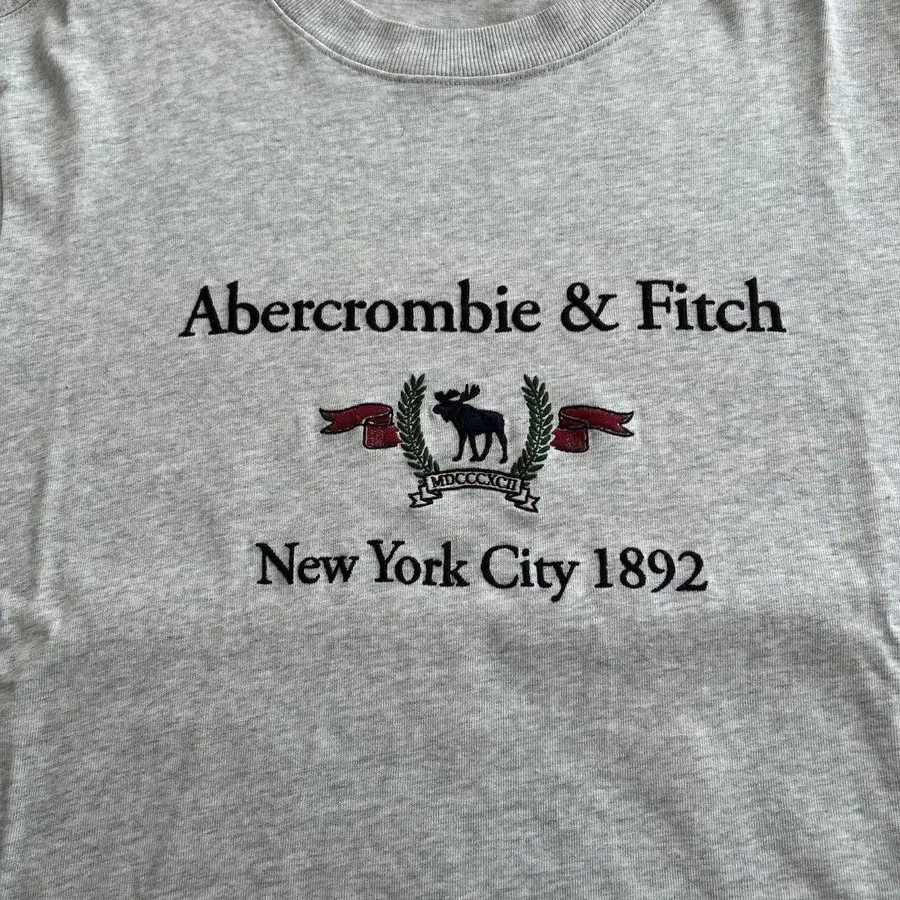 Abercrombie & Fitch
MDCCCXCII
New York City 1892